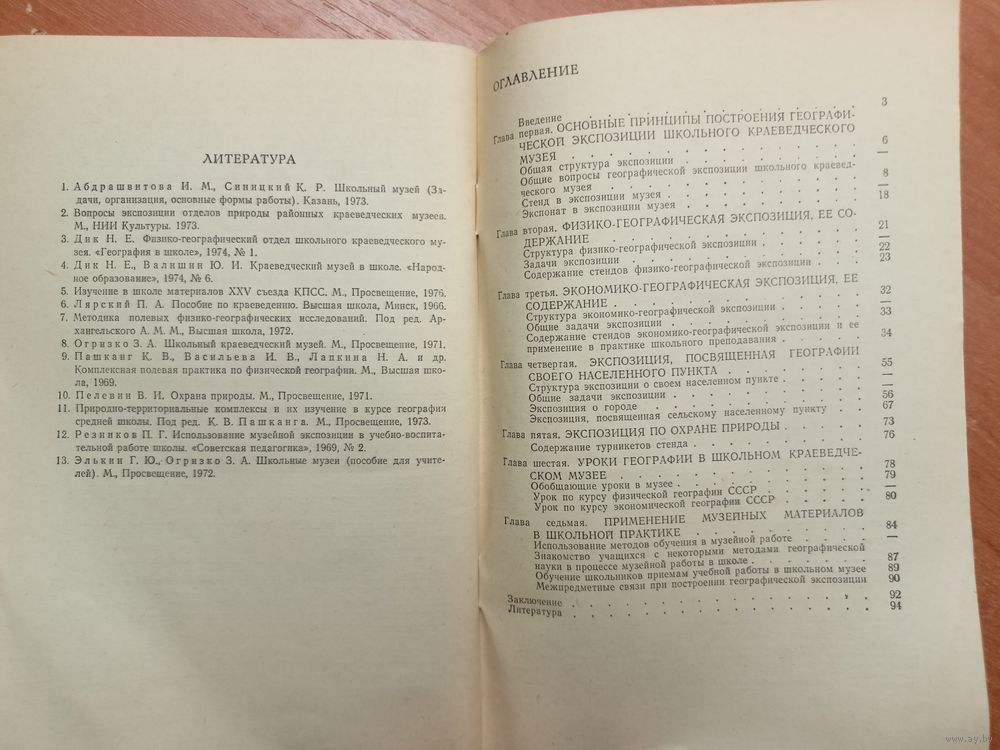 ЛИТЕРАТУРА
1. Абдрашвитова И. М., Синицкий К. Р. Школьный музей (За-
дачи, организация, основные формы работы). Казань, 1973.
2. Вопросы экспозиции отделов природы районных краеведческих музеев.
М., НИИ Культуры. 1973.
3. Дик Н. Е. Физико-географический отдел школьного краеведческого му-
зея. «География в школе», 1974, № 1.
4. Дик Н. Е., Валишин Ю. И. Краеведческий музей в школе. «Народ-
ное образование», 1974, № 6.
5. Изучение в школе материалов XXV съезда КПСС. М., Просвещение, 1976.
6. Лярский П. А. Пособие по краеведению. Высшая школа, Минск, 1966.
7. Методика полевых физико-географических исследований. Под ред. Ар-
хангельского А. М. М., Высшая школа, 1972.
8. Огризко З. А. Школьный краеведческий музей. М., Просвещение, 1971.
9. Пашканг К. В., Васильева И. В., Лапкина Н. А. и др.
Комплексная полевая практика по физической географии. М., Высшая шко-
ла, 1969.
10. Пелевин В. И. Охрана природы. М., Просвещение, 1971.
11. Природно-территориальные комплексы и их изучение в курсе географии
средней школы. Под ред. К. В. Пашканга. М., Просвещение, 1973.
12. Резников П. Г. Использование музейной экспозиции в учебно-воспита-
тельной работе школы. «Советская педагогика», 1969, № 2.
13. Элькин Г. Ю., Огризко З. А. Школьные музеи (пособие для учите-
лей). М., Просвещение, 1972.
ОГЛАВЛЕНИЕ
Введение . . . 3
Глава первая. ОСНОВНЫЕ ПРИНЦИПЫ ПОСТРОЕНИЯ ГЕОГРАФИ-
ЧЕСКОЙ ЭКСПОЗИЦИИ ШКОЛЬНОГО КРАЕВЕДЧЕСКОГО
МУЗЕЯ . . . 6
Общая структура экспозиции . . . —
Общие вопросы географической экспозиции школьного краевед-
ческого музея . . . 8
Стенд в экспозиции музея . . . —
Экспонат в экспозиции музея . . . 18
Глава вторая. ФИЗИКО-ГЕОГРАФИЧЕСКАЯ ЭКСПОЗИЦИЯ, ЕЕ СО-
ДЕРЖАНИЕ . . . 21
Структура физико-географической экспозиции . . . —
Задачи экспозиции . . . 22
Содержание стендов физико-географической экспозиции . . . 23
Глава третья. ЭКОНОМИКО-ГЕОГРАФИЧЕСКАЯ ЭКСПОЗИЦИЯ, ЕЕ
СОДЕРЖАНИЕ . . . 32
Структура экономико-географической экспозиции . . . —
Общие задачи экспозиции . . . 33
Содержание стендов экономико-географической экспозиции и ее
применение в практике школьного преподавания . . . 34
Глава четвертая. ЭКСПОЗИЦИЯ, ПОСВЯЩЕННАЯ ГЕОГРАФИИ
СВОЕГО НАСЕЛЕННОГО ПУНКТА . . . 55
Структура экспозиции о своем населенном пункте . . . —
Общие задачи экспозиции . . . —
Экспозиция о городе . . . 56
Экспозиция, посвященная сельскому населенному пункту . . . 67
Глава пятая. ЭКСПОЗИЦИЯ ПО ОХРАНЕ ПРИРОДЫ . . . 73
Содержание турникетов стенда . . . 76
Глава шестая. УРОКИ ГЕОГРАФИИ В ШКОЛЬНОМ КРАЕВЕДЧЕ-
СКОМ МУЗЕЕ . . . 78
Обобщающие уроки в музее . . . 79
Урок по курсу физической географии СССР . . . —
Урок по курсу экономической географии СССР . . . 80
Глава седьмая. ПРИМЕНЕНИЕ МУЗЕЙНЫХ МАТЕРИАЛОВ
В ШКОЛЬНОЙ ПРАКТИКЕ . . . 84
Использование методов обучения в музейной работе . . . —
Знакомство учащихся с некоторыми методами географической
науки в процессе музейной работы в школе . . . 87
Обучение школьников приемам учебной работы в школьном музее 89
Межпредметные связи при построении географической экспозиции 90
Заключение . . . 92
Литература . . . 94
www.ay.by